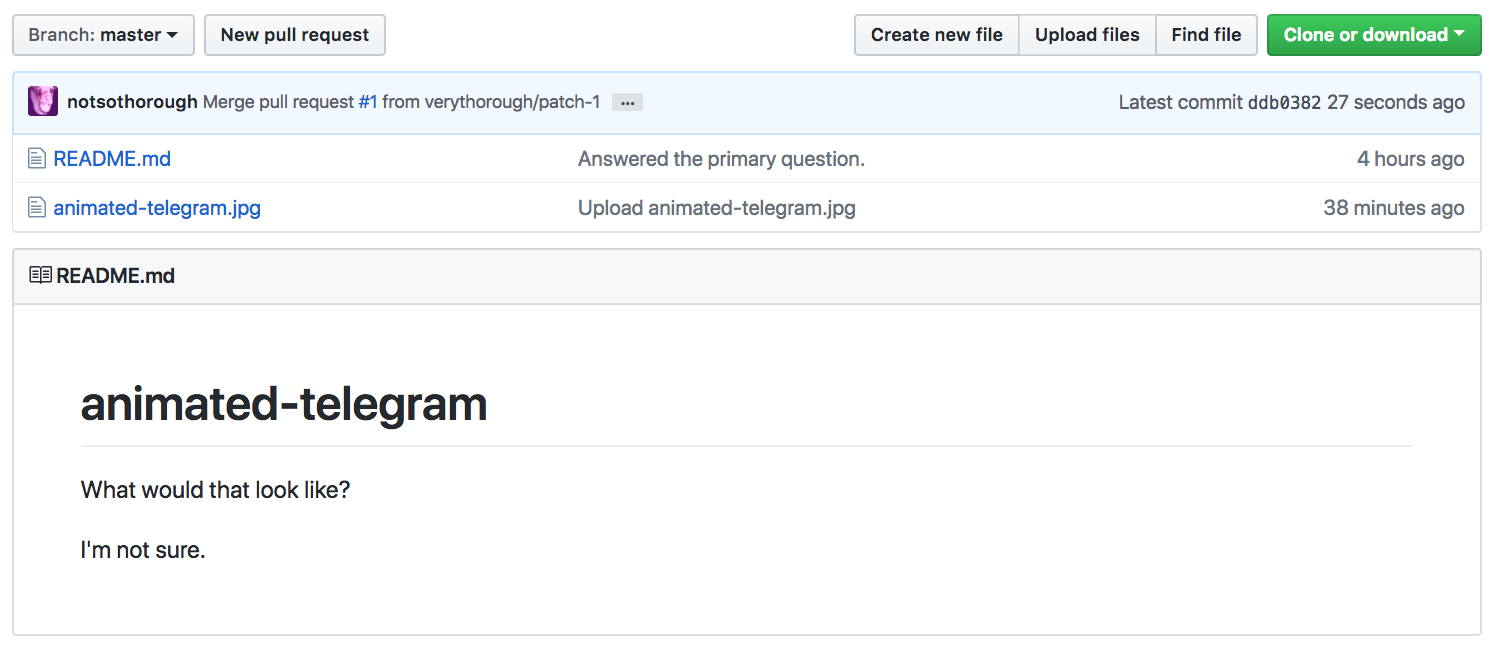 Branch: master New pull request Create new file Upload files Find file Clone or download
notsothorough Merge pull request #1 from verythorough/patch-1 ... Latest commit ddb0382 27 seconds ago
README.md Answered the primary question. 4 hours ago
animated-telegram.jpg Upload animated-telegram.jpg 38 minutes ago
README.md
animated-telegram
What would that look like?
I'm not sure.